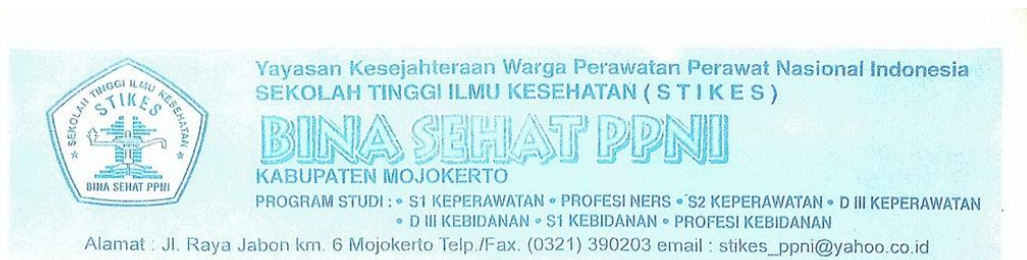 Yayasan Kesejahteraan Warga Perawatan Perawat Nasional Indonesia
SEKOLAH TINGGI ILMU KESEHATAN ( S T I K E S )
BINA SEHAT PPNI
KABUPATEN MOJOKERTO
PROGRAM STUDI : • S1 KEPERAWATAN • PROFESI NERS • S2 KEPERAWATAN • D III KEPERAWATAN
• D III KEBIDANAN • S1 KEBIDANAN • PROFESI KEBIDANAN
Alamat : Jl. Raya Jabon km. 6 Mojokerto Telp./Fax. (0321) 390203 email : stikes_ppni@yahoo.co.id
SEKOLAH TINGGI ILMU KESEHATAN
STIKES
BINA SEHAT PPNI